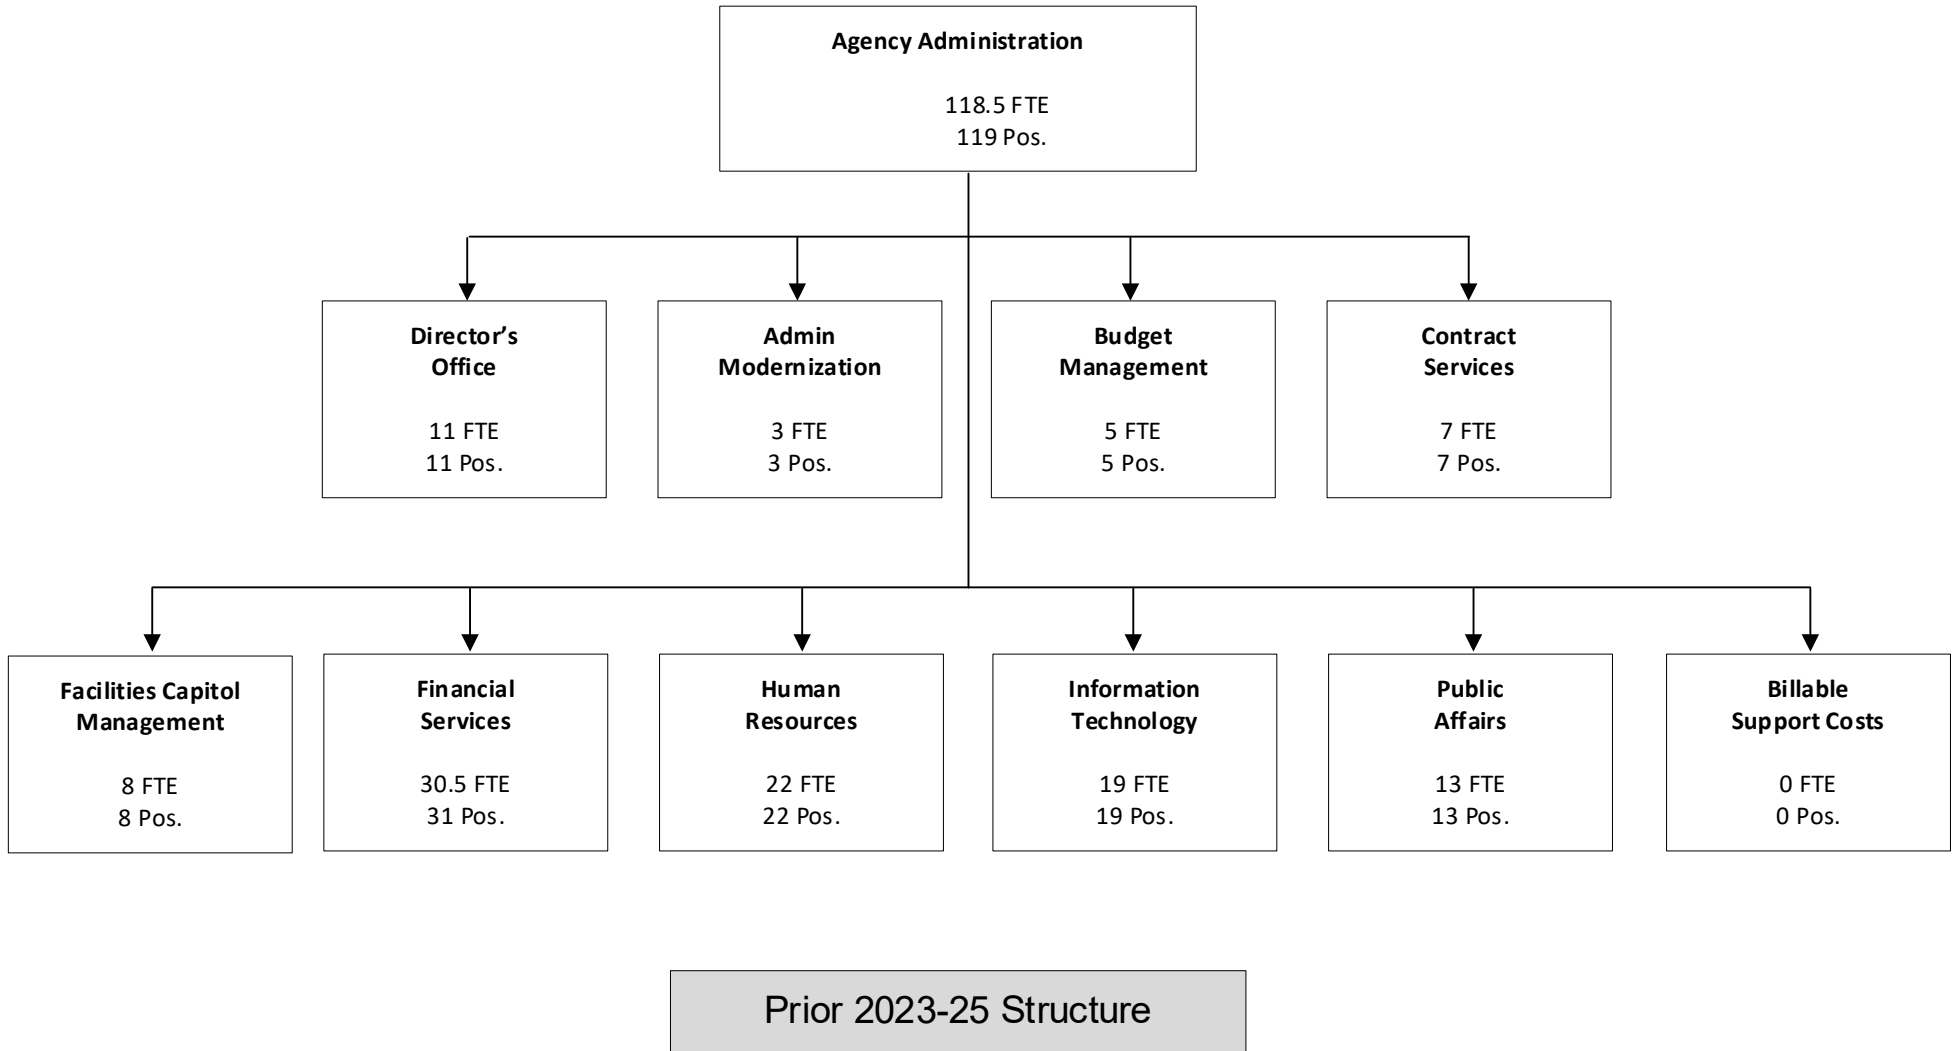 Agency Administration
118.5 FTE
119 Pos.
Director’s
Office
11 FTE
11 Pos.
Admin
Modernization
3 FTE
3 Pos.
Budget
Management
5 FTE
5 Pos.
Contract
Services
7 FTE
7 Pos.
Facilities Capitol
Management
8 FTE
8 Pos.
Financial
Services
30.5 FTE
31 Pos.
Human
Resources
22 FTE
22 Pos.
Information
Technology
19 FTE
19 Pos.
Public
Affairs
13 FTE
13 Pos.
Billable
Support Costs
0 FTE
0 Pos.
Prior 2023-25 Structure